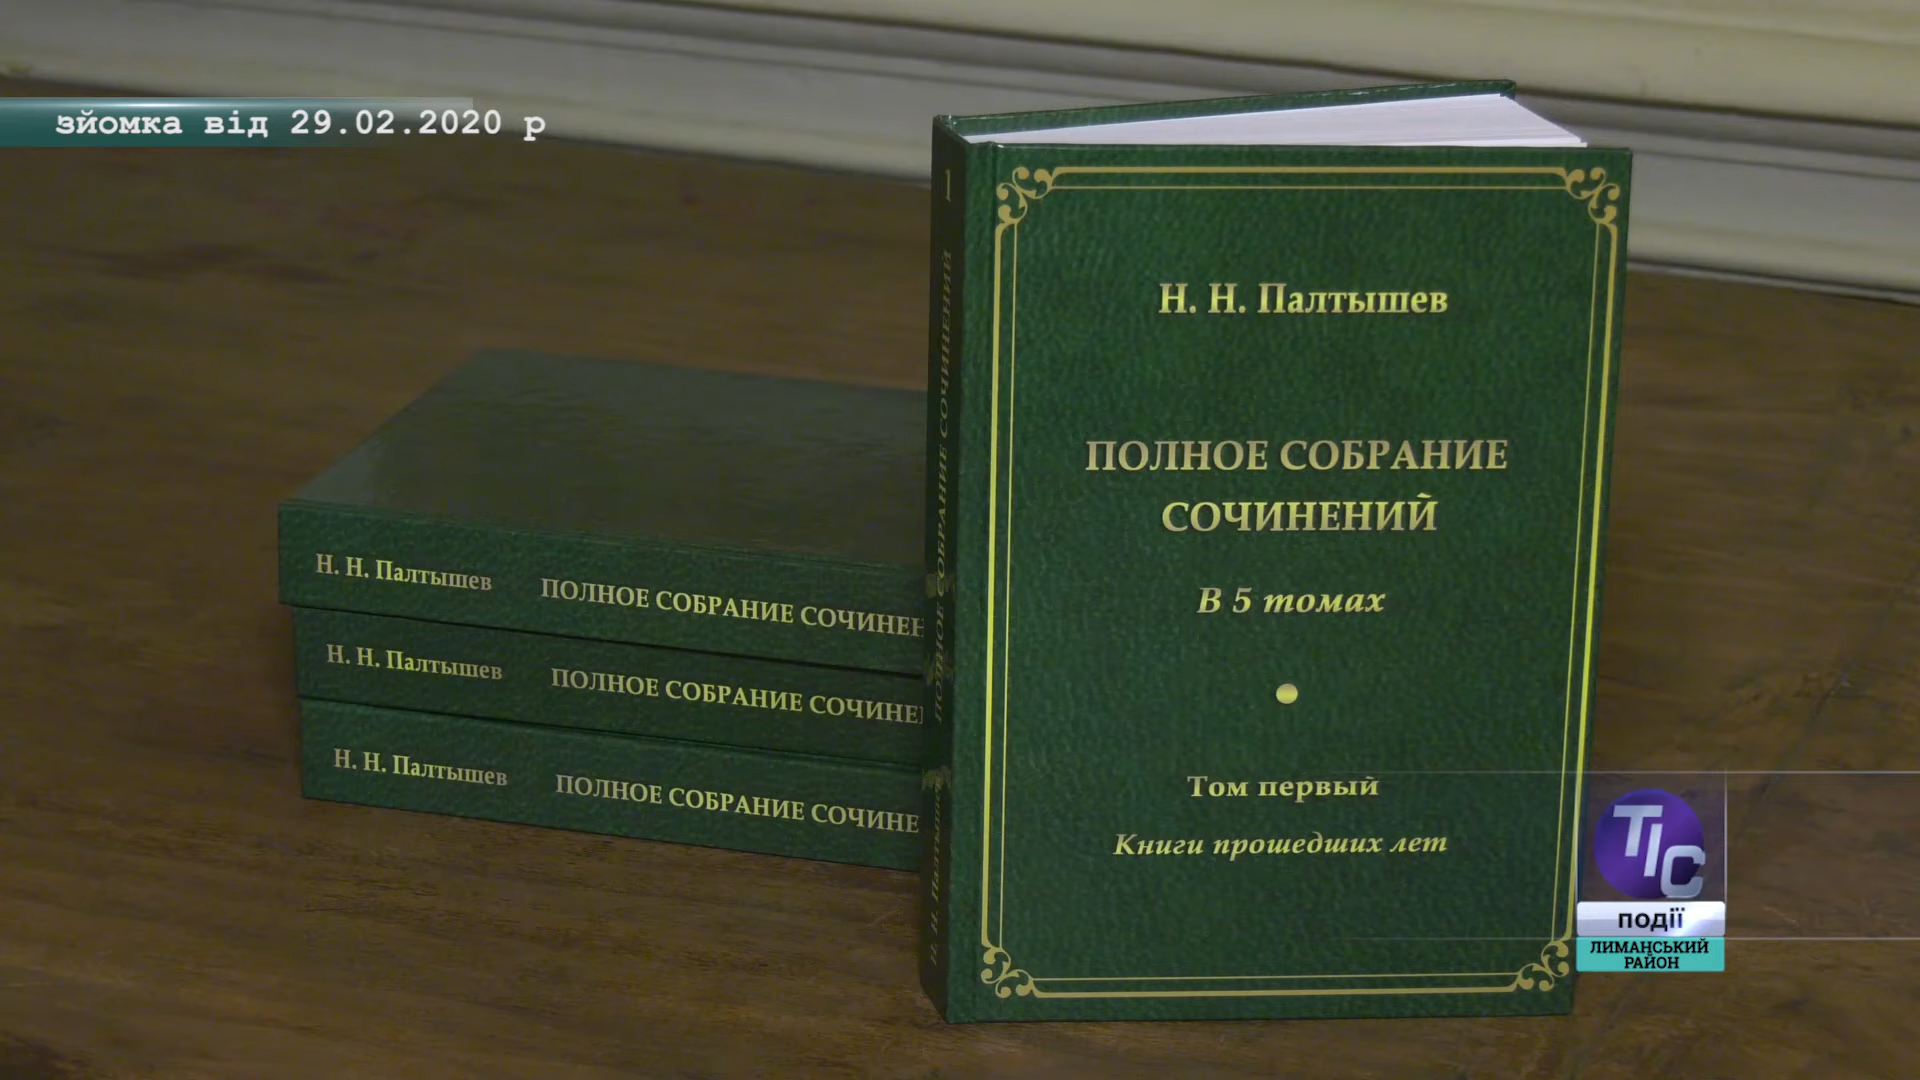 зйомка від 29.02.2020 р
1
ПОЛНОЕ СОБРАНИЕ СОЧИНЕНИЙ
Н. Н. Палтышев
Н. Н. Палтышев
ПОЛНОЕ СОБРАНИЕ
СОЧИНЕНИЙ
В 5 томах
Том первый
Книги прошедших лет
Н. Н. Палтышев ПОЛНОЕ СОБРАНИЕ СОЧИНЕН
Н. Н. Палтышев ПОЛНОЕ СОБРАНИЕ СОЧИНЕ
Н. Н. Палтышев ПОЛНОЕ СОБРАНИЕ СОЧИНЕ
ТІС
події
ЛИМАНСЬКИЙ
РАЙОН